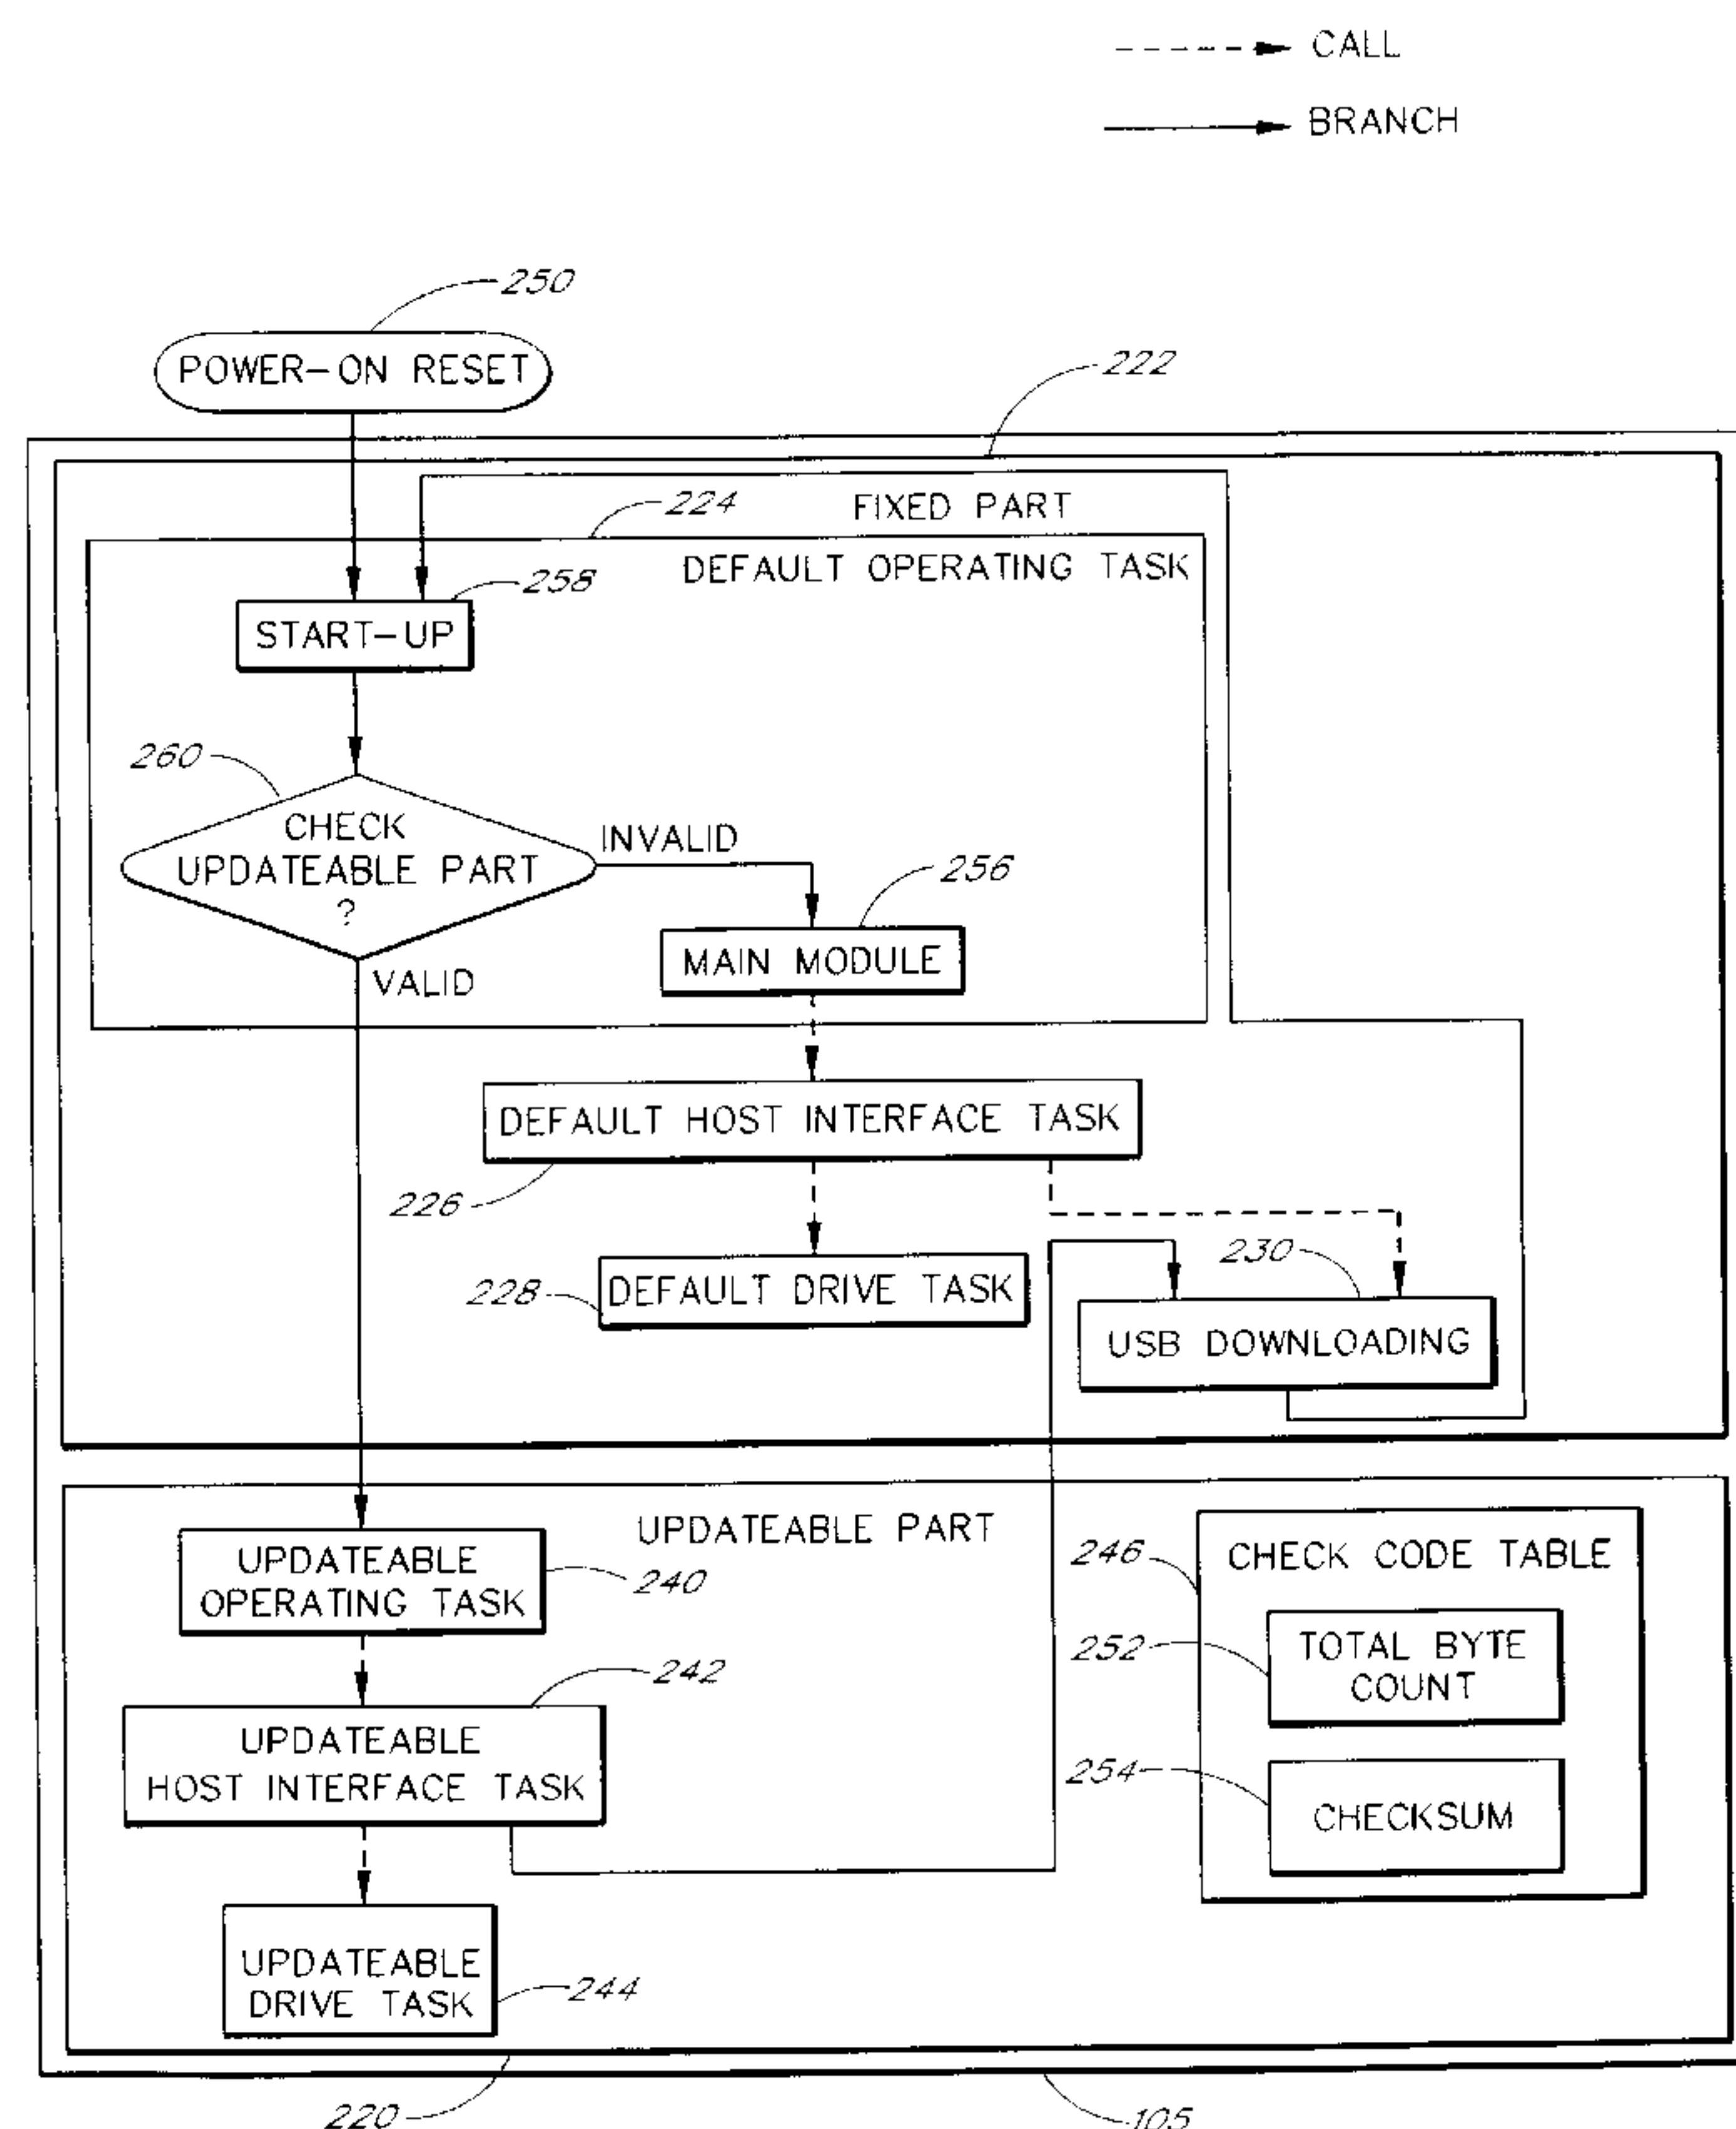 CALL
BRANCH
250
POWER-ON RESET
222
224
FIXED PART
DEFAULT OPERATING TASK
258
START-UP
260
CHECK
UPDATEABLE PART
?
INVALID
256
MAIN MODULE
VALID
DEFAULT HOST INTERFACE TASK
226
230
228
DEFAULT DRIVE TASK
USB DOWNLOADING
UPDATEABLE PART
UPDATEABLE
OPERATING TASK
240
246
CHECK CODE TABLE
252
TOTAL BYTE
COUNT
242
UPDATEABLE
HOST INTERFACE TASK
254
CHECKSUM
UPDATEABLE
DRIVE TASK
244
220
105